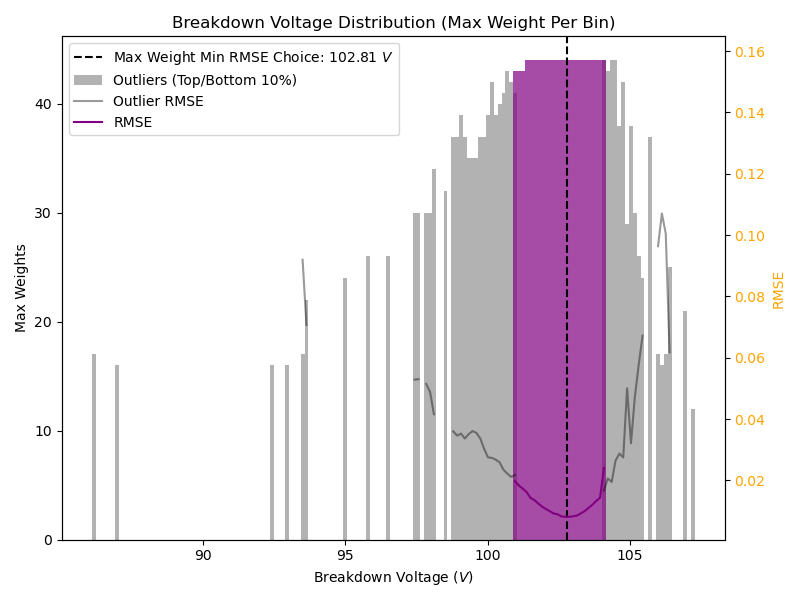 Breakdown Voltage Distribution (Max Weight Per Bin)
Max Weight Min RMSE Choice: 102.81 V
Outliers (Top/Bottom 10%)
Outlier RMSE
RMSE
Max Weights
40
30
20
10
0
0.16
0.14
0.12
0.10
0.08
0.06
0.04
0.02
RMSE
90
95
100
105
Breakdown Voltage (V)